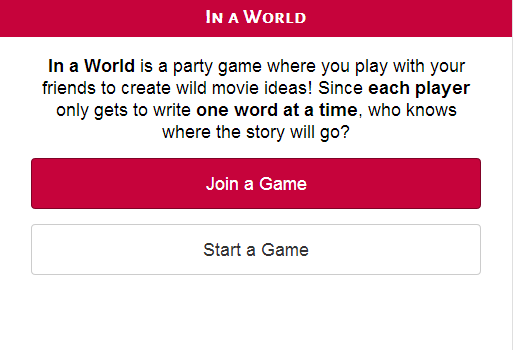 In a World
In a World is a party game where you play with your
friends to create wild movie ideas! Since each player
only gets to write one word at a time, who knows
where the story will go?
Join a Game
Start a Game